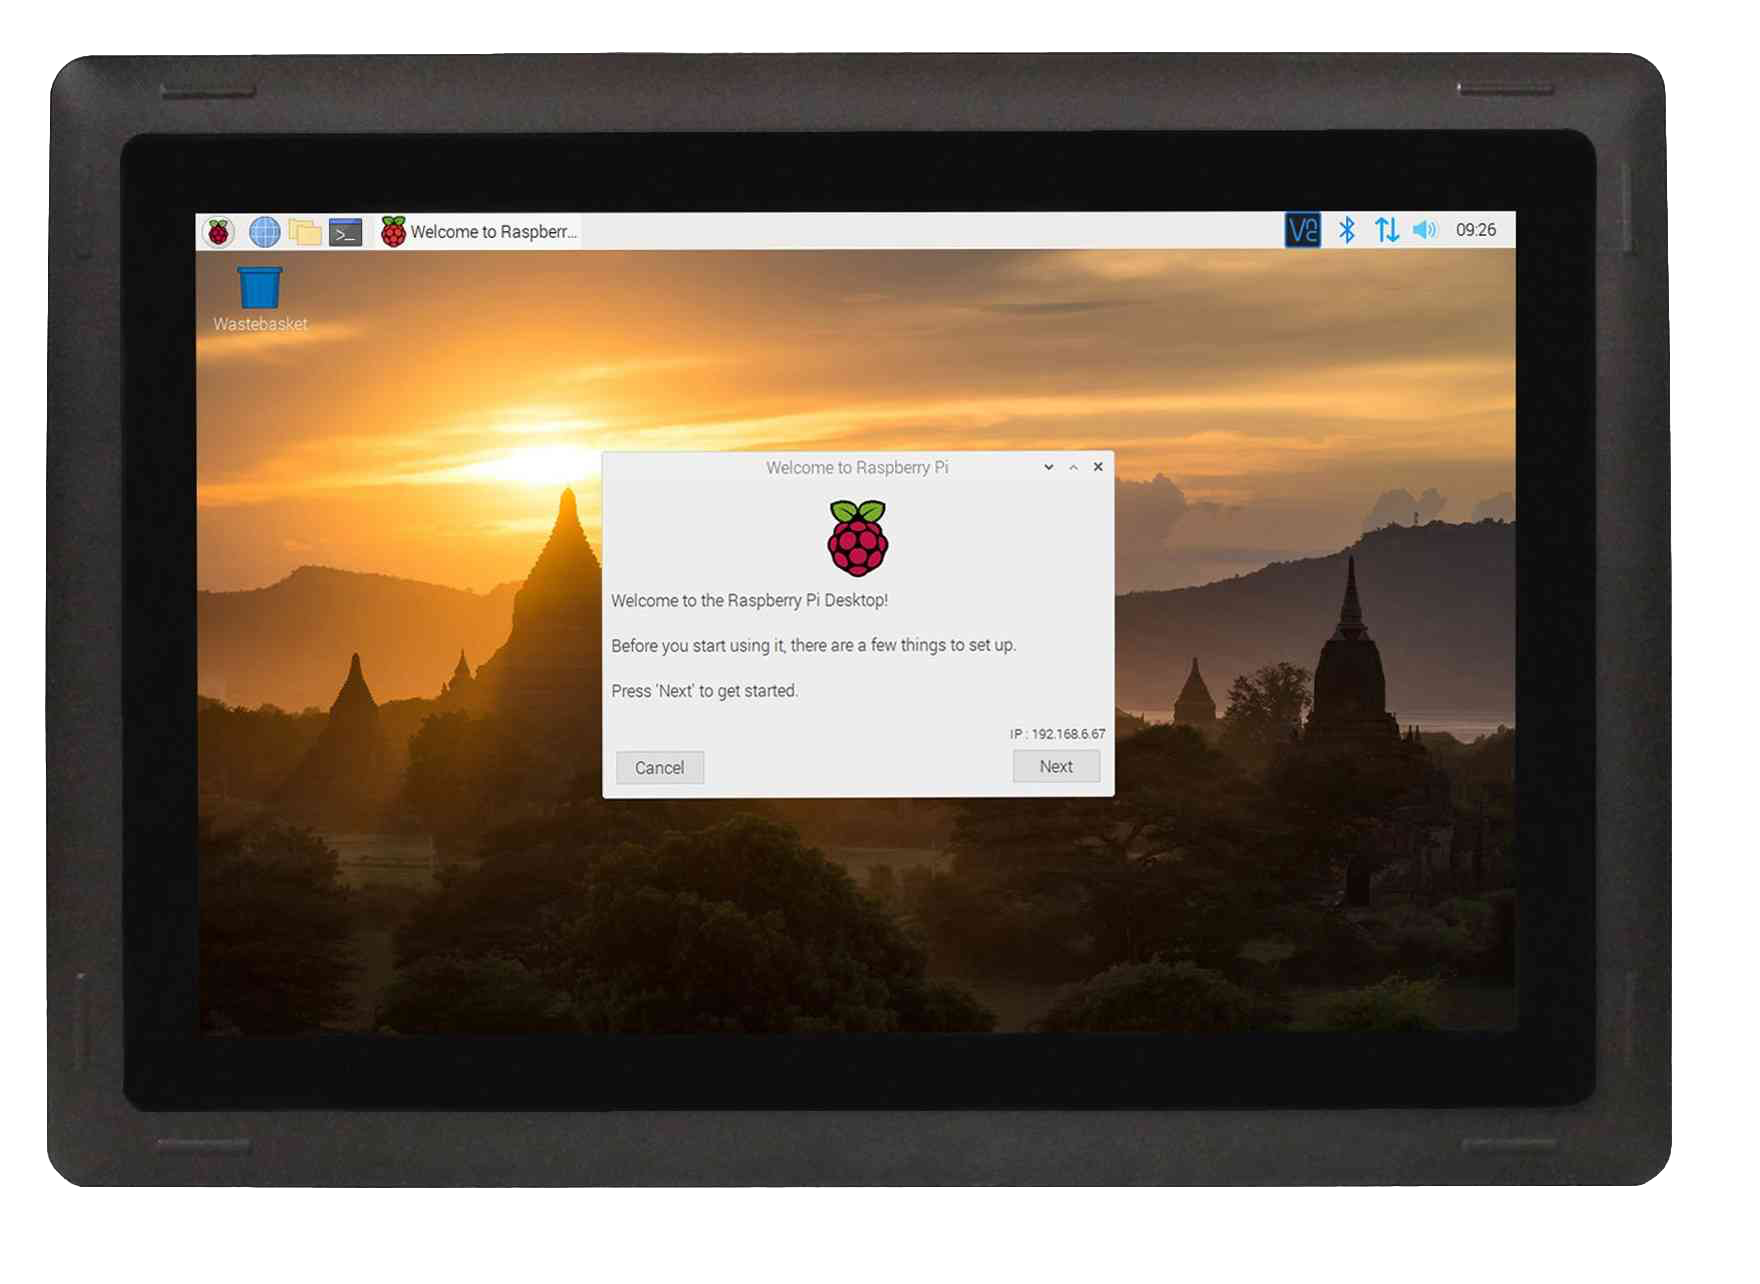 Welcome to Raspberr...
VNC
09:26
Wastebasket
Welcome to Raspberry Pi
Welcome to the Raspberry Pi Desktop!
Before you start using it, there are a few things to set up.
Press 'Next' to get started.
IP : 192.168.6.67
Cancel
Next